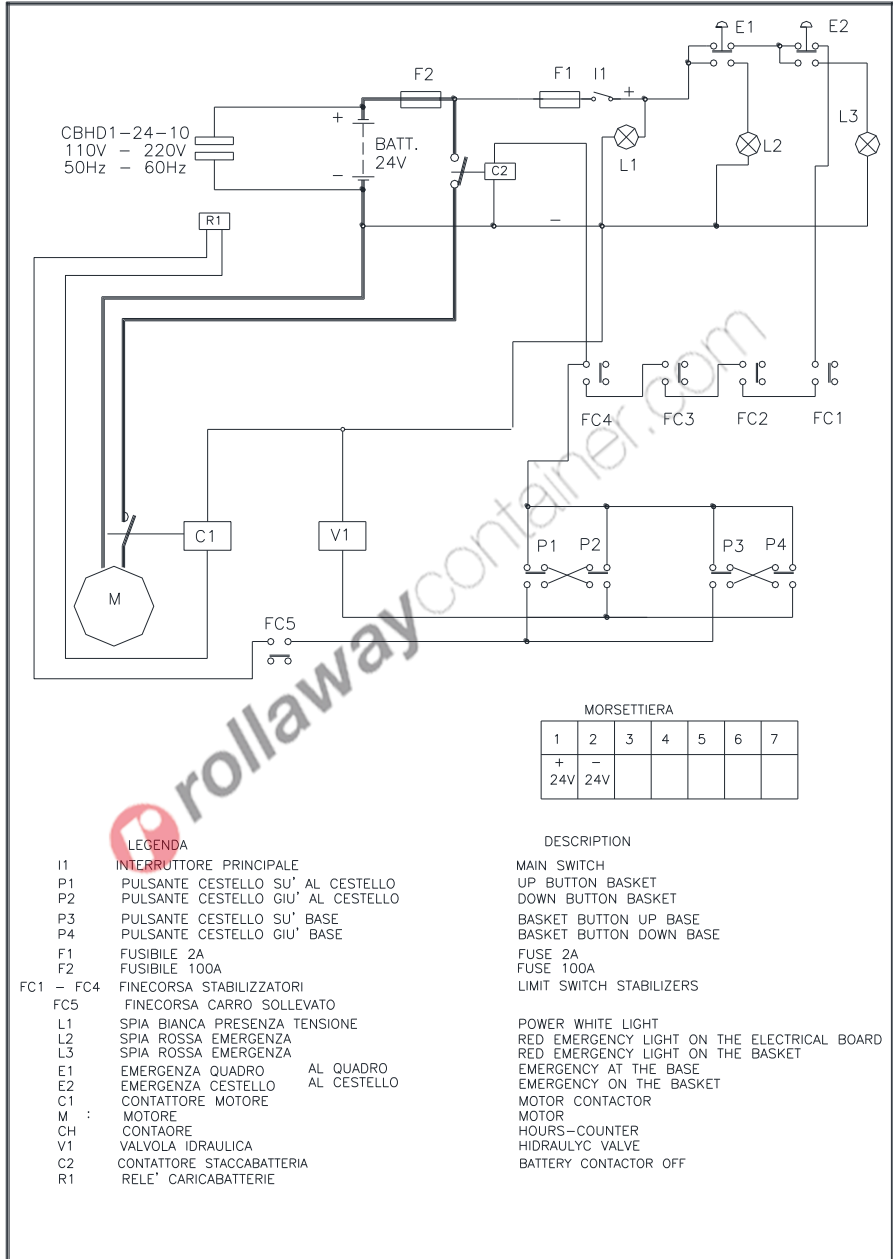 E1
E2
F2
F1
I1
+
L3
CBHD1-24-10
110V - 220V
50Hz - 60Hz
+
BATT.
24V
-
C2
L1
L2
R1
-
FC4
FC3
FC2
FC1
C1
V1
P1
P2
P3
P4
M
FC5
rollawaycontainer.com
MORSETTIERA
1 2 3 4 5 6 7
+ -
24V 24V
LEGENDA DESCRIPTION
I1 INTERRUTTORE PRINCIPALE MAIN SWITCH
P1 PULSANTE CESTELLO SU' AL CESTELLO UP BUTTON BASKET
P2 PULSANTE CESTELLO GIU' AL CESTELLO DOWN BUTTON BASKET
P3 PULSANTE CESTELLO SU' BASE BASKET BUTTON UP BASE
P4 PULSANTE CESTELLO GIU' BASE BASKET BUTTON DOWN BASE
F1 FUSIBILE 2A FUSE 2A
F2 FUSIBILE 100A FUSE 100A
FC1 - FC4 FINECORSA STABILIZZATORI LIMIT SWITCH STABILIZERS
FC5 FINECORSA CARRO SOLLEVATO
L1 SPIA BIANCA PRESENZA TENSIONE POWER WHITE LIGHT
L2 SPIA ROSSA EMERGENZA RED EMERGENCY LIGHT ON THE ELECTRICAL BOARD
L3 SPIA ROSSA EMERGENZA RED EMERGENCY LIGHT ON THE BASKET
E1 EMERGENZA QUADRO AL QUADRO EMERGENCY AT THE BASE
E2 EMERGENZA CESTELLO AL CESTELLO EMERGENCY ON THE BASKET
C1 CONTATTORE MOTORE MOTOR CONTACTOR
M : MOTORE MOTOR
CH CONTAORE HOURS-COUNTER
V1 VALVOLA IDRAULICA HIDRAULYC VALVE
C2 CONTATTORE STACCABATTERIA BATTERY CONTACTOR OFF
R1 RELE' CARICABATTERIE